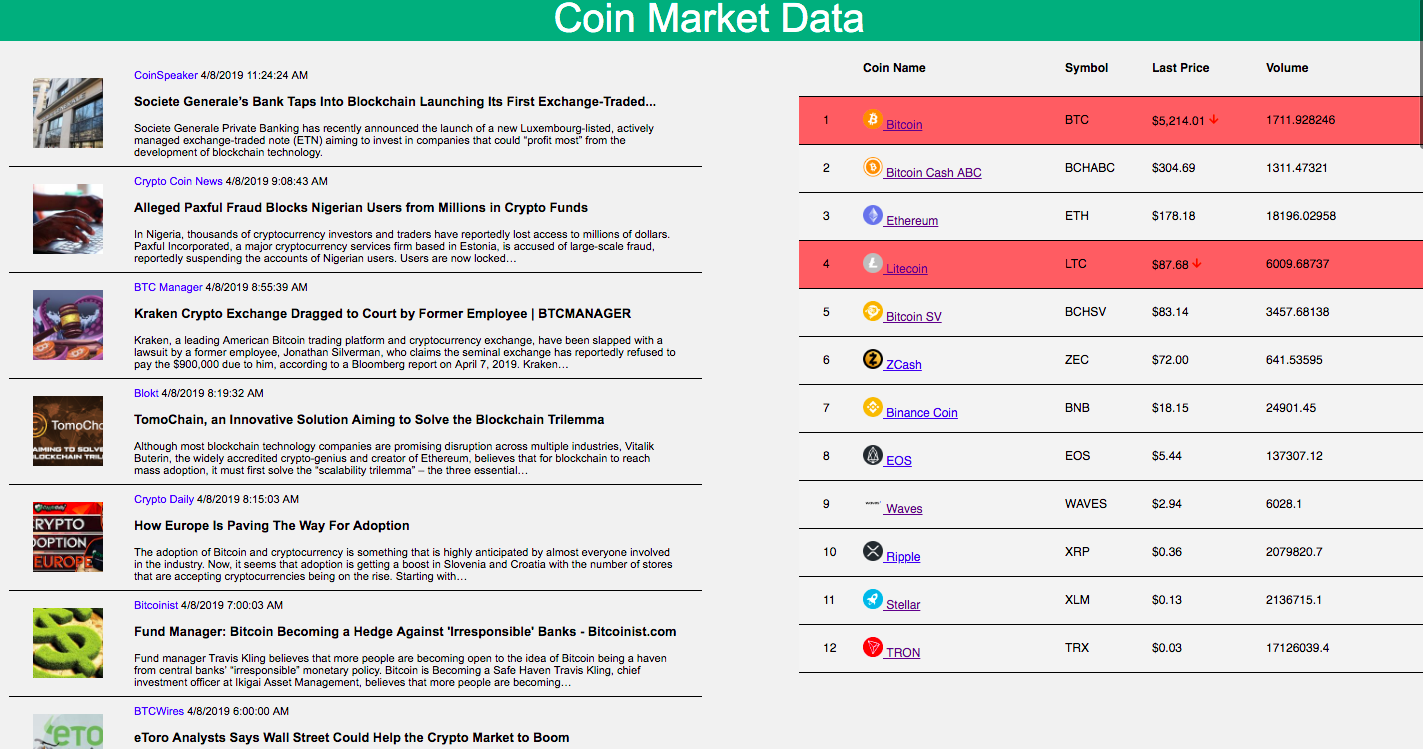 Coin Market Data
CoinSpeaker 4/8/2019 11:24:24 AM
Societe Generale’s Bank Taps Into Blockchain Launching Its First Exchange-Traded...
Societe Generale Private Banking has recently announced the launch of a new Luxembourg-listed, actively
managed exchange-traded note (ETN) aiming to invest in companies that could “profit most” from the
development of blockchain technology.
Crypto Coin News 4/8/2019 9:08:43 AM
Alleged Paxful Fraud Blocks Nigerian Users from Millions in Crypto Funds
In Nigeria, thousands of cryptocurrency investors and traders have reportedly lost access to millions of dollars.
Paxful Incorporated, a major cryptocurrency services firm based in Estonia, is accused of large-scale fraud,
reportedly suspending the accounts of Nigerian users. Users are now locked…
BTC Manager 4/8/2019 8:55:39 AM
Kraken Crypto Exchange Dragged to Court by Former Employee | BTCMANAGER
Kraken, a leading American Bitcoin trading platform and cryptocurrency exchange, have been slapped with a
lawsuit by a former employee, Jonathan Silverman, who claims the seminal exchange has reportedly refused to
pay the $900,000 due to him, according to a Bloomberg report on April 7, 2019. Kraken…
TomoCho
AIMING TO SOLVE
BLOCKCHAIN TRIL
Blokt 4/8/2019 8:19:32 AM
TomoChain, an Innovative Solution Aiming to Solve the Blockchain Trilemma
Although most blockchain technology companies are promising disruption across multiple industries, Vitalik
Buterin, the widely accredited crypto-genius and creator of Ethereum, believes that for blockchain to reach
mass adoption, it must first solve the “scalability trilemma” – the three essential…
RYPTO
OPTION
EUROPE
Crypto Daily 4/8/2019 8:15:03 AM
How Europe Is Paving The Way For Adoption
The adoption of Bitcoin and cryptocurrency is something that is highly anticipated by almost everyone involved
in the industry. Now, it seems that adoption is getting a boost in Slovenia and Croatia with the number of stores
that are accepting cryptocurrencies being on the rise. Starting with…
Bitcoinist 4/8/2019 7:00:03 AM
Fund Manager: Bitcoin Becoming a Hedge Against 'Irresponsible' Banks - Bitcoinist.com
Fund manager Travis Kling believes that more people are becoming open to the idea of Bitcoin being a haven
from central banks’ “irresponsible” monetary policy. Bitcoin is Becoming a Safe Haven Travis Kling, chief
investment officer at Ikigai Asset Management, believes that more people are becoming…
eTO
BTCWires 4/8/2019 6:00:00 AM
eToro Analysts Says Wall Street Could Help the Crypto Market to Boom
Coin Name Symbol Last Price Volume
1 Bitcoin BTC $5,214.01 1711.928246
2 Bitcoin Cash ABC BCHABC $304.69 1311.47321
3 Ethereum ETH $178.18 18196.02958
4 Litecoin LTC $87.68 6009.68737
5 Bitcoin SV BCHSV $83.14 3457.68138
6 ZCash ZEC $72.00 641.53595
7 Binance Coin BNB $18.15 24901.45
8 EOS EOS $5.44 137307.12
9 waves Waves WAVES $2.94 6028.1
10 Ripple XRP $0.36 2079820.7
11 Stellar XLM $0.13 2136715.1
12 TRON TRX $0.03 17126039.4